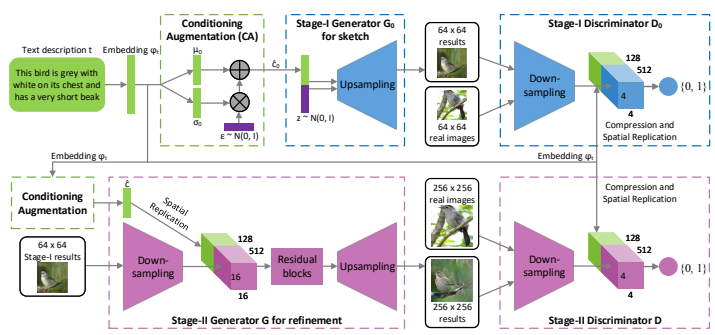 Text description t
This bird is grey with
white on its chest and
has a very short beak
Embedding φₜ
Conditioning
Augmentation (CA)
μ₀
σ₀
ε ~ N(0, I)
ĉ₀
Stage-I Generator G₀
for sketch
z ~ N(0, I)
Upsampling
64 x 64
results
64 x 64
real images
Stage-I Discriminator D₀
Down-
sampling
128
512
4
4
{0, 1}
Compression and
Spatial Replication
Embedding φₜ
Embedding φₜ
Conditioning
Augmentation
ĉ
Spatial
Replication
64 x 64
Stage-I results
Down-
sampling
128
512
16
16
Residual
blocks
Upsampling
Stage-II Generator G for refinement
256 x 256
real images
256 x 256
results
Compression and
Spatial Replication
Down-
sampling
128
512
4
4
{0, 1}
Stage-II Discriminator D